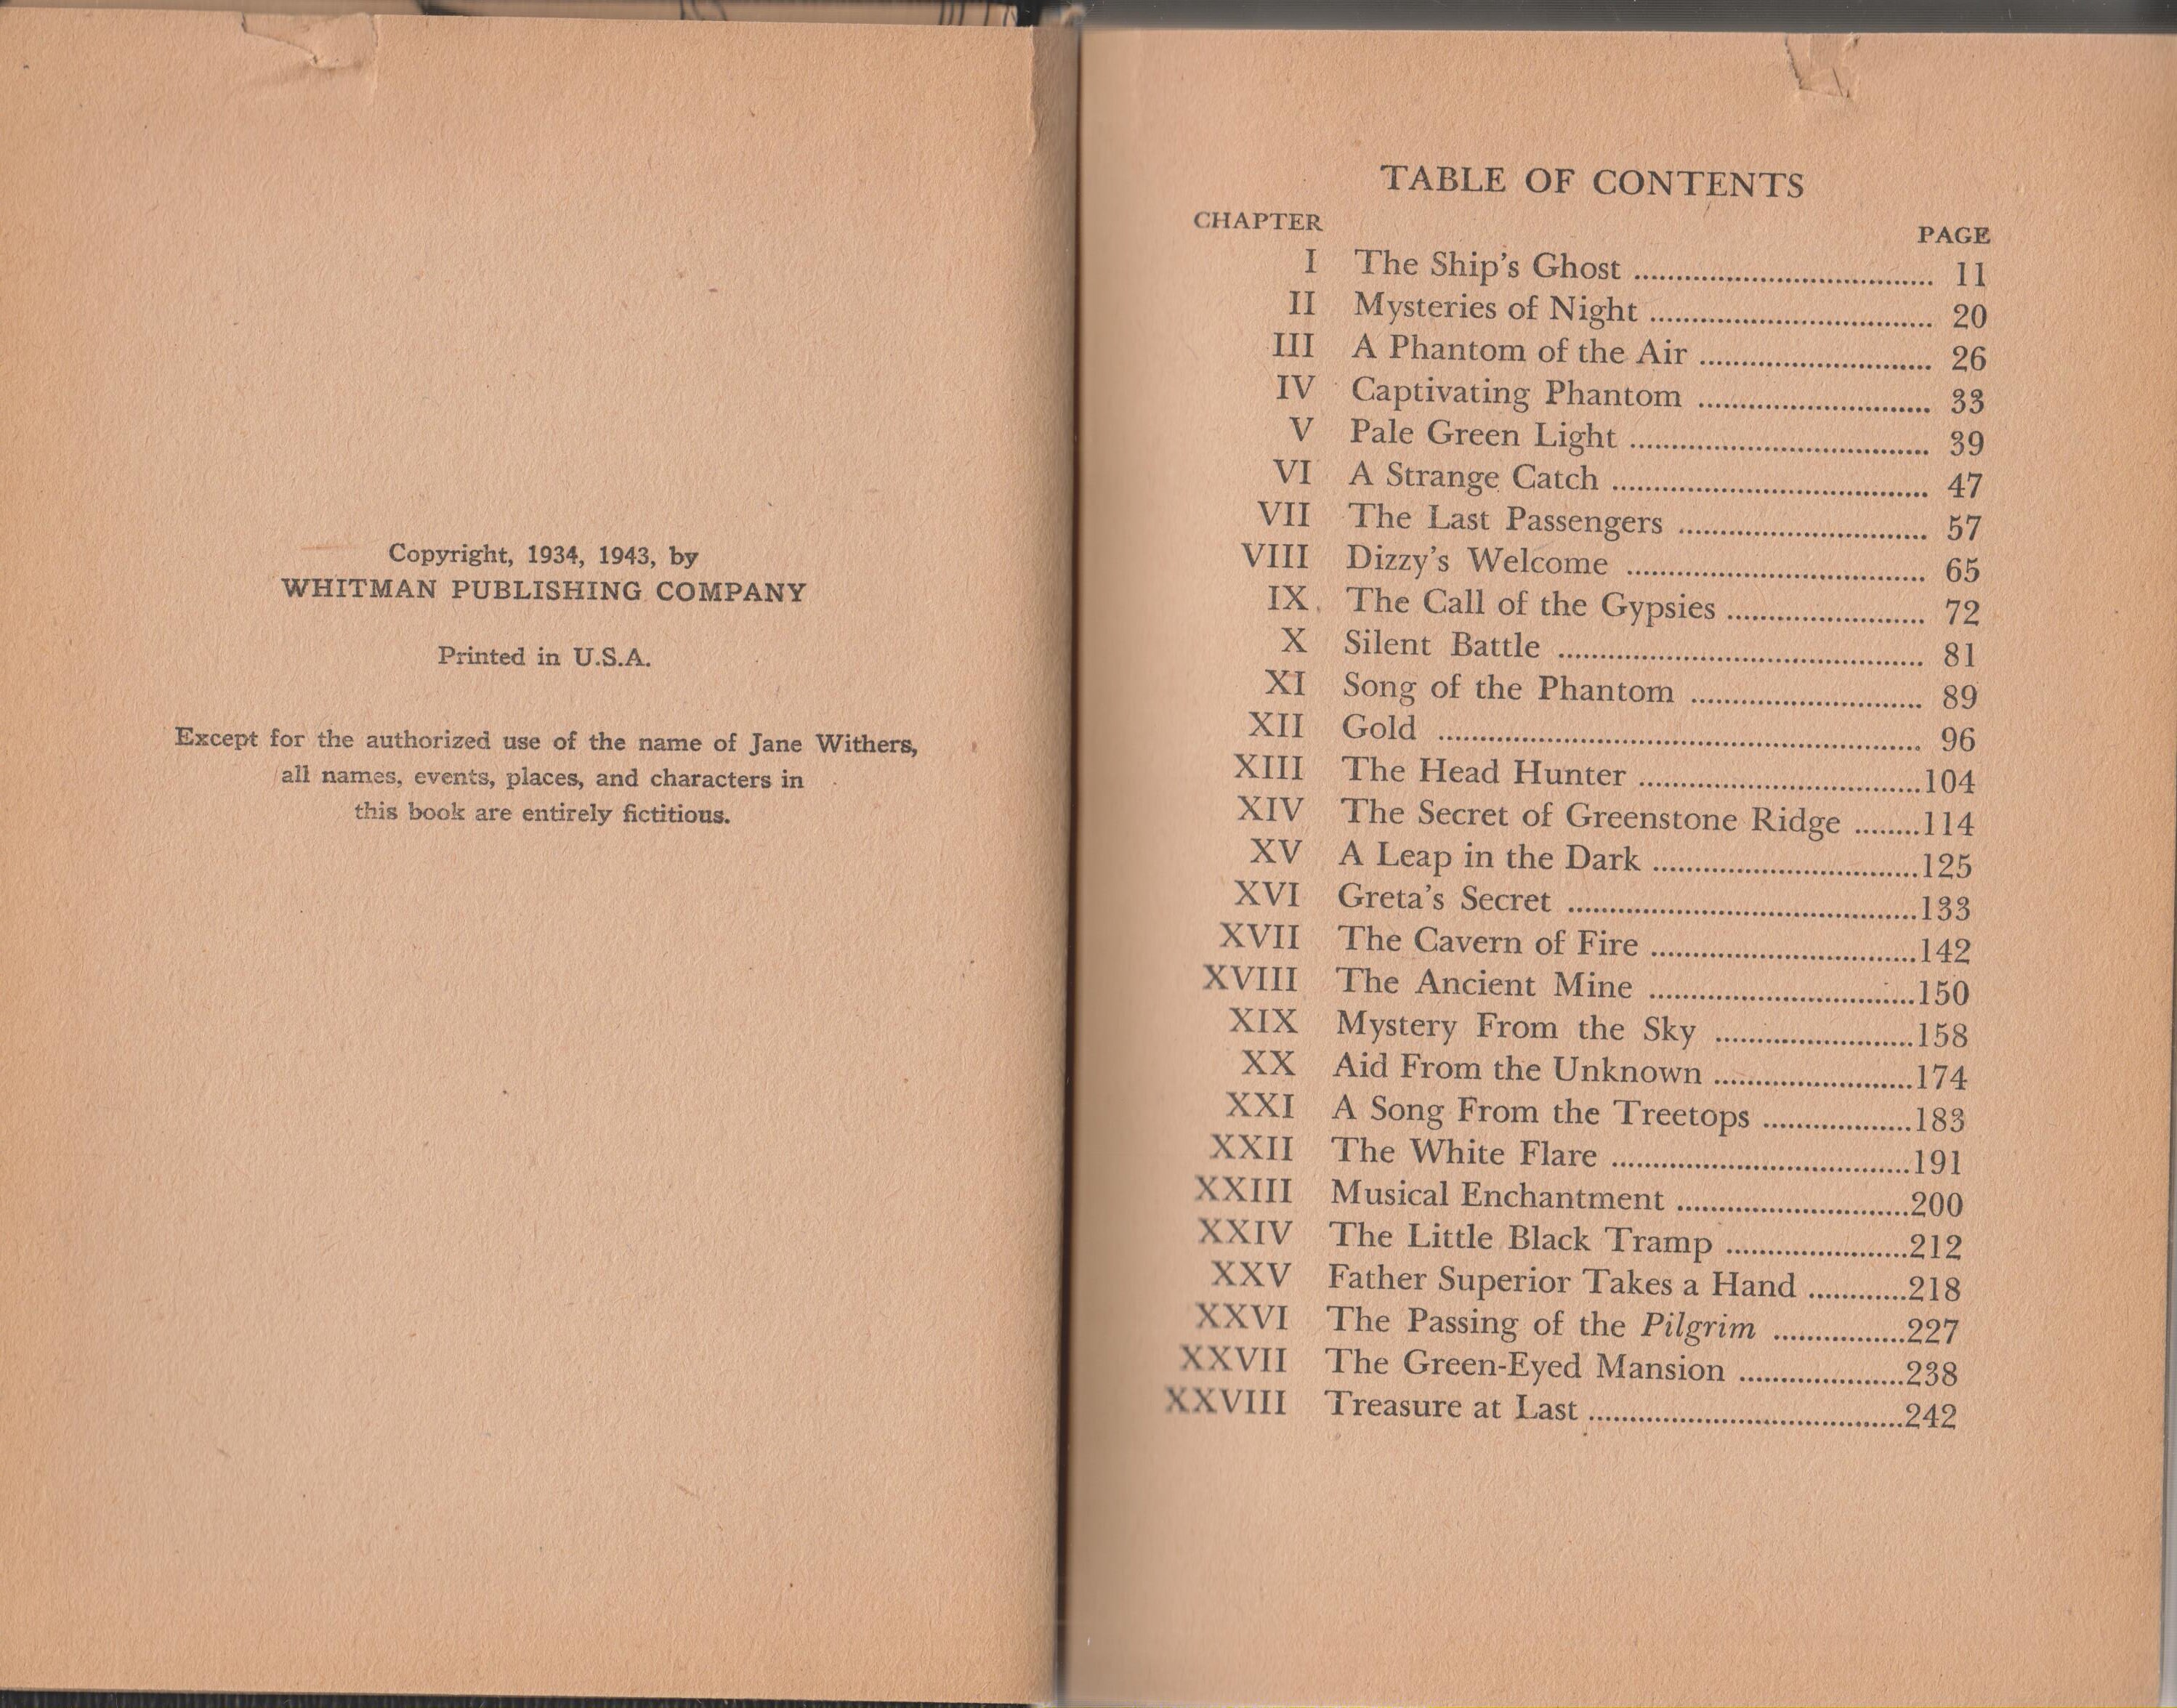 Copyright, 1934, 1943, by
WHITMAN PUBLISHING COMPANY
Printed in U.S.A.
Except for the authorized use of the name of Jane Withers,
all names, events, places, and characters in
this book are entirely fictitious.
TABLE OF CONTENTS
CHAPTER PAGE
I The Ship's Ghost .................................... 11
II Mysteries of Night .................................. 20
III A Phantom of the Air ............................ 26
IV Captivating Phantom ............................ 33
V Pale Green Light .................................... 39
VI A Strange Catch ...................................... 47
VII The Last Passengers .............................. 57
VIII Dizzy's Welcome .................................... 65
IX The Call of the Gypsies ........................ 72
X Silent Battle ............................................ 81
XI Song of the Phantom ............................ 89
XII Gold .......................................................... 96
XIII The Head Hunter ..................................104
XIV The Secret of Greenstone Ridge ........114
XV A Leap in the Dark ................................125
XVI Greta's Secret ..........................................133
XVII The Cavern of Fire ................................142
XVIII The Ancient Mine ................................150
XIX Mystery From the Sky ........................158
XX Aid From the Unknown ........................174
XXI A Song From the Treetops ..................183
XXII The White Flare ....................................191
XXIII Musical Enchantment ............................200
XXIV The Little Black Tramp ......................212
XXV Father Superior Takes a Hand ............218
XXVI The Passing of the Pilgrim ................227
XXVII The Green-Eyed Mansion ....................238
XXVIII Treasure at Last ......................................242